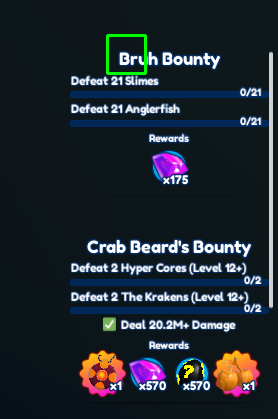 Bruh Bounty
Defeat 21 Slimes
0/21
Defeat 21 Anglerfish
0/21
Rewards
x175
Crab Beard's Bounty
Defeat 2 Hyper Cores (Level 12+)
0/2
Defeat 2 The Krakens (Level 12+)
0/2
✅ Deal 20.2M+ Damage
Rewards
x1 x570 x570 x1